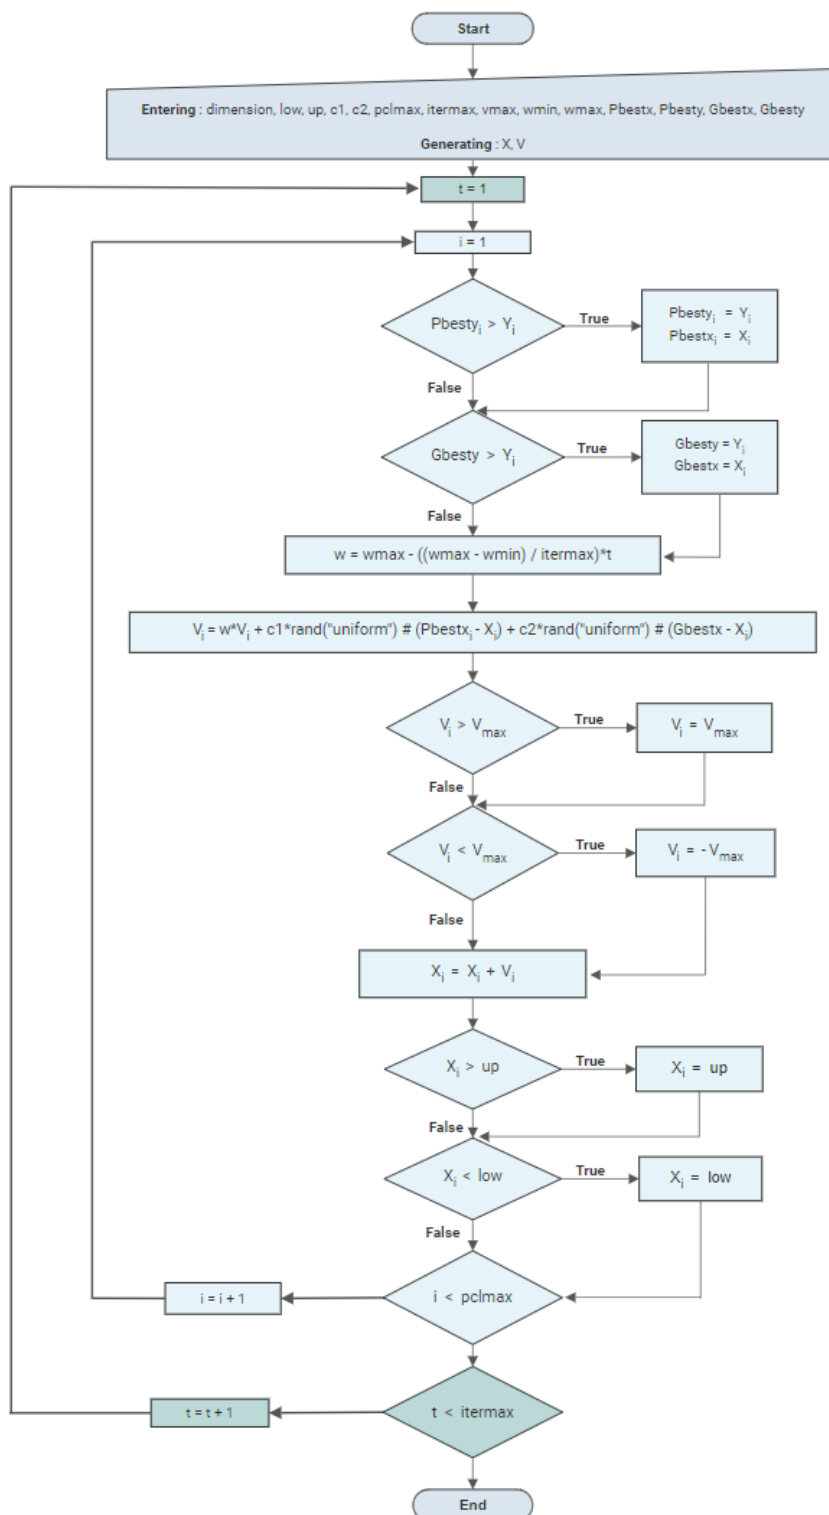 Start
Entering : dimension, low, up, c1, c2, pclmax, itermax, vmax, wmin, wmax, Pbestx, Pbesty, Gbestx, Gbesty
Generating : X, V
t = 1
i = 1
Pbestyᵢ > Yᵢ
True
Pbestyᵢ = Yᵢ
Pbestxᵢ = Xᵢ
False
Gbesty > Yᵢ
True
Gbesty = Yᵢ
Gbestx = Xᵢ
False
w = wmax - ((wmax - wmin) / itermax)*t
Vᵢ = w*Vᵢ + c1*rand("uniform") # (Pbestxᵢ - Xᵢ) + c2*rand("uniform") # (Gbestx - Xᵢ)
Vᵢ > Vmax
True
Vᵢ = Vmax
False
Vᵢ < Vmax
True
Vᵢ = - Vmax
False
Xᵢ = Xᵢ + Vᵢ
Xᵢ > up
True
Xᵢ = up
False
Xᵢ < low
True
Xᵢ = low
False
i < pclmax
i = i + 1
t < itermax
t = t + 1
End